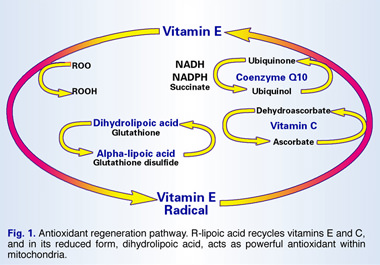 Vitamin E
ROO
ROOH
NADH
NADPH
Succinate
Ubiquinone
Coenzyme Q10
Ubiquinol
Dehydroascorbate
Vitamin C
Ascorbate
Dihydrolipoic acid
Glutathione
Alpha-lipoic acid
Glutathione disulfide
Vitamin E
Radical
Fig. 1. Antioxidant regeneration pathway. R-lipoic acid recycles vitamins E and C,
and in its reduced form, dihydrolipoic acid, acts as powerful antioxidant within
mitochondria.